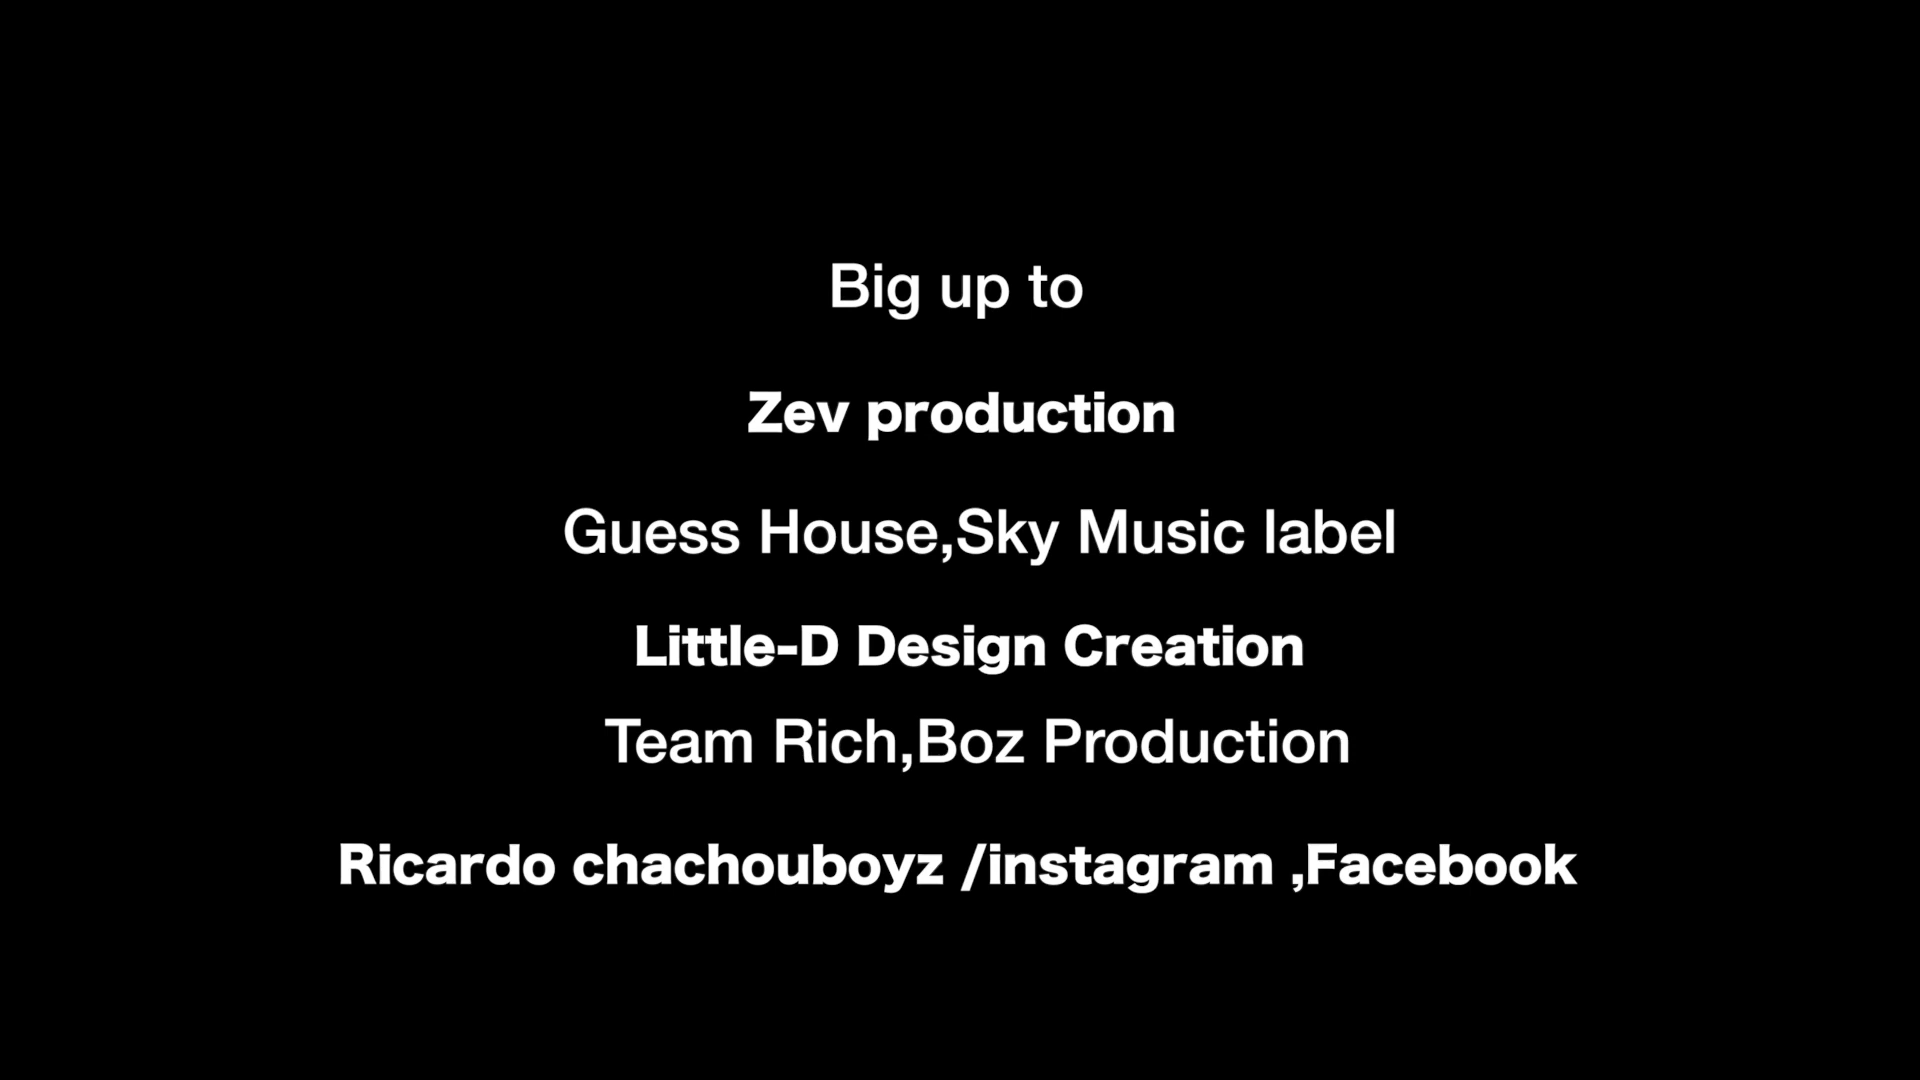 Big up to
Zev production
Guess House,Sky Music label
Little-D Design Creation
Team Rich,Boz Production
Ricardo chachouboyz /instagram ,Facebook